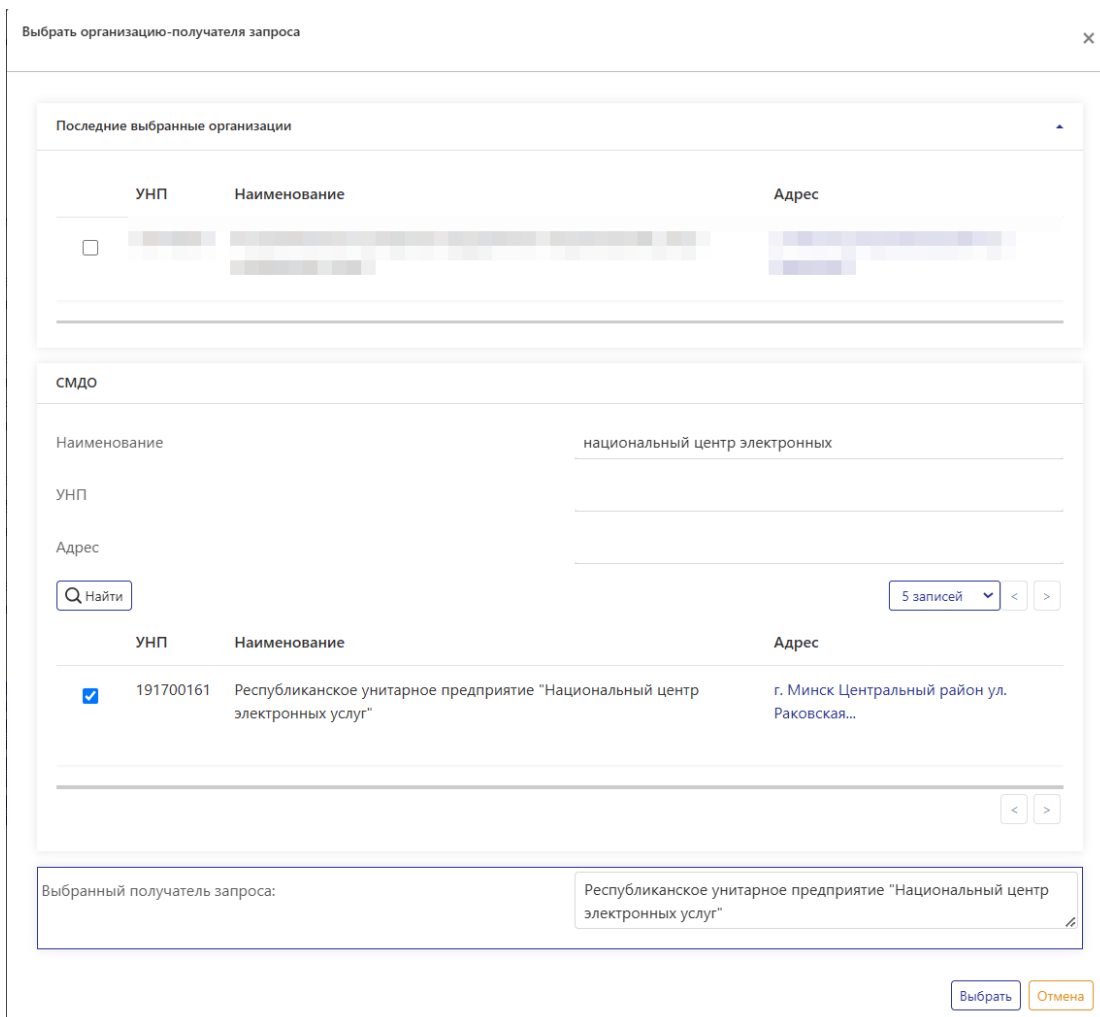 Выбрать организацию-получателя запроса
×
Последние выбранные организации
УНП Наименование Адрес
СМДО
Наименование национальный центр электронных
УНП
Адрес
Найти 5 записей < >
УНП Наименование Адрес
191700161 Республиканское унитарное предприятие "Национальный центр г. Минск Центральный район ул.
электронных услуг" Раковская...
< >
Выбранный получатель запроса: Республиканское унитарное предприятие "Национальный центр
электронных услуг"
Выбрать Отмена